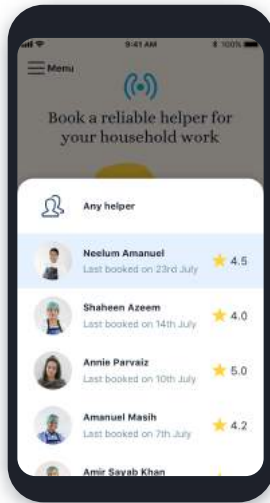 9:41 AM
100%
Menu
Book a reliable helper for
your household work
Any helper
Neelum Amanuel
Last booked on 23rd July
4.5
Shaheen Azeem
Last booked on 14th July
4.0
Annie Parvaiz
Last booked on 10th July
5.0
Amanuel Masih
Last booked on 7th July
4.2
Amir Sayab Khan